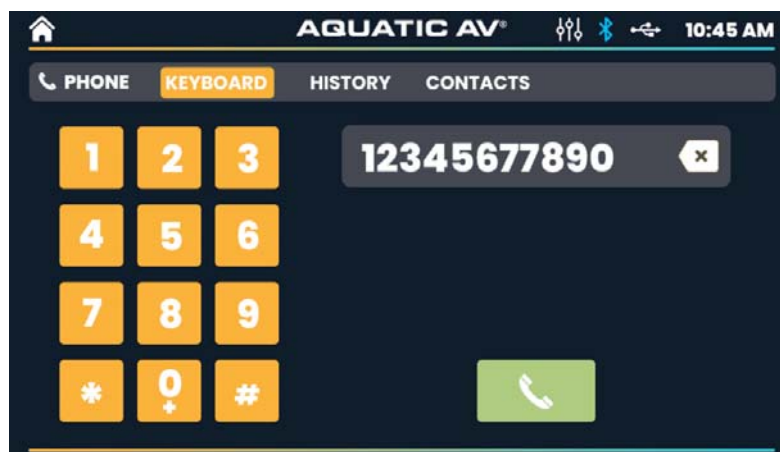 AQUATIC AV® 10:45 AM
PHONE KEYBOARD HISTORY CONTACTS
1 2 3 12345677890
4 5 6
7 8 9
* 0 #
+